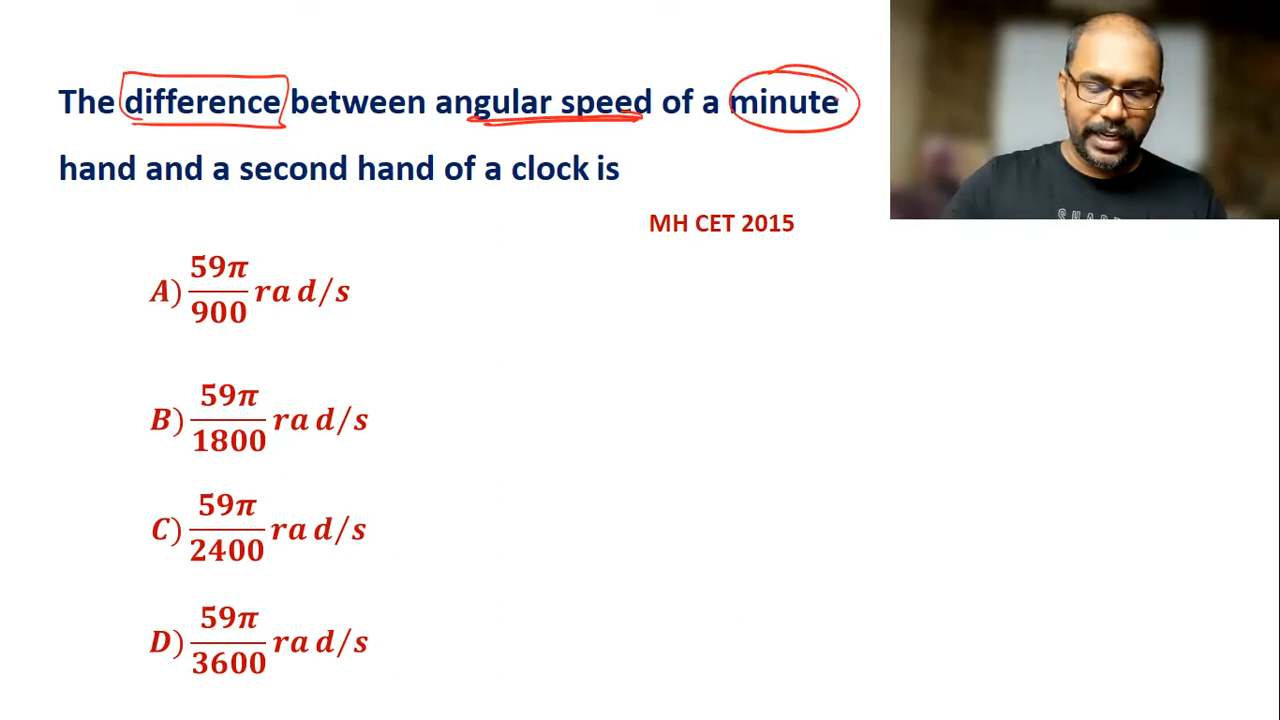 The difference between angular speed of a minute
hand and a second hand of a clock is
MH CET 2015
A) 59π/900 rad/s
B) 59π/1800 rad/s
C) 59π/2400 rad/s
D) 59π/3600 rad/s